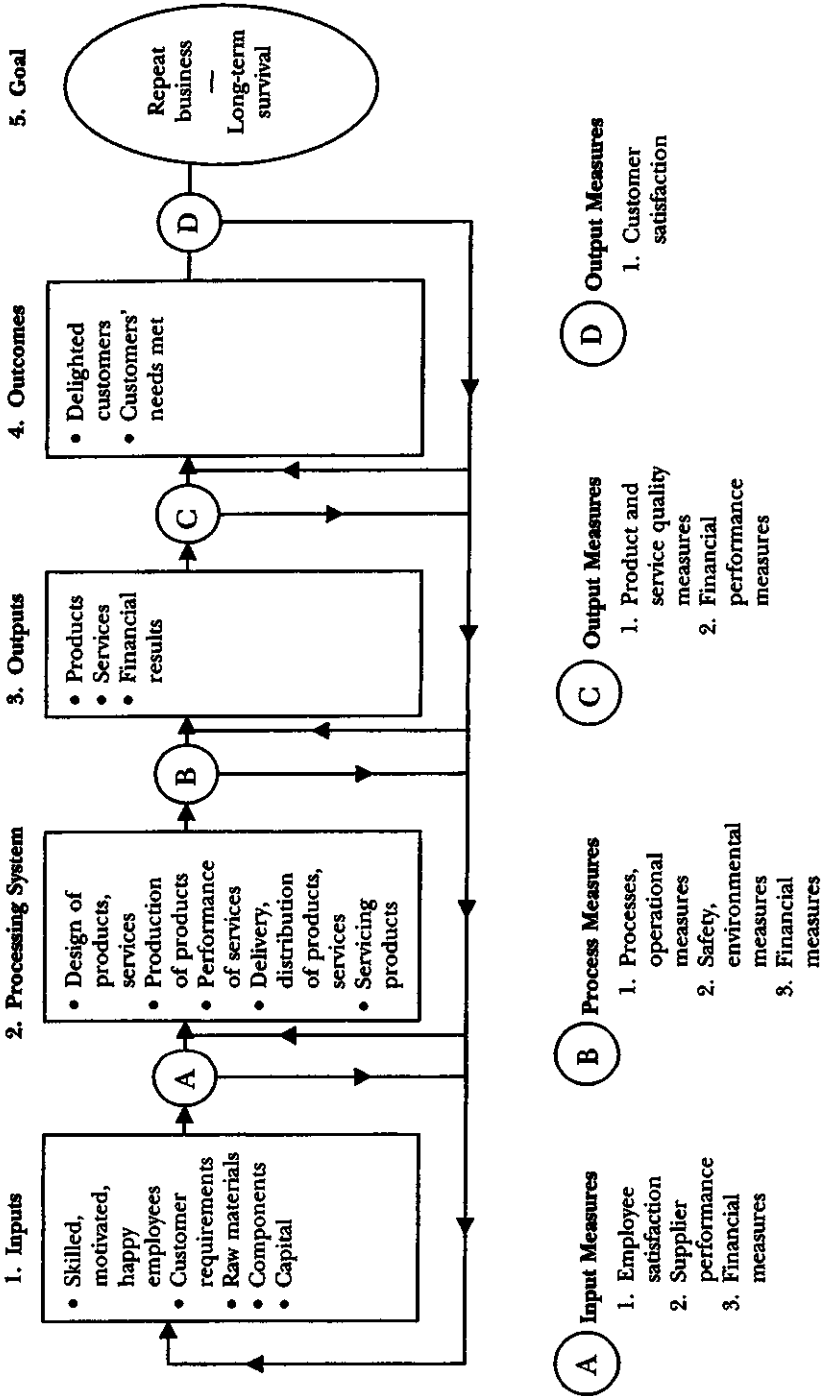 1. Inputs
• Skilled,
motivated,
happy
employees
• Customer
requirements
• Raw materials
• Components
• Capital
A
2. Processing System
• Design of
products,
services
• Production
of products
• Performance
of services
• Delivery,
distribution
of products,
services
• Servicing
products
B
3. Outputs
• Products
• Services
• Financial
results
C
4. Outcomes
• Delighted
customers
• Customers'
needs met
D
5. Goal
Repeat
business
—
Long-term
survival
A
Input Measures
1. Employee
satisfaction
2. Supplier
performance
3. Financial
measures
B
Process Measures
1. Processes,
operational
measures
2. Safety,
environmental
measures
3. Financial
measures
C
Output Measures
1. Product and
service quality
measures
2. Financial
performance
measures
D
Output Measures
1. Customer
satisfaction